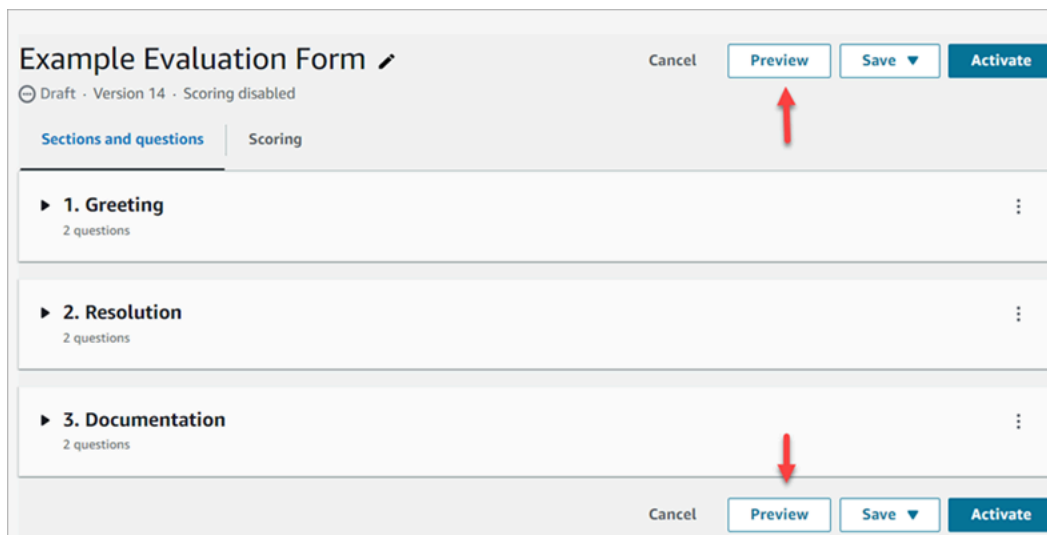 Example Evaluation Form
Cancel Preview Save Activate
Draft · Version 14 · Scoring disabled
Sections and questions Scoring
1. Greeting
2 questions
2. Resolution
2 questions
3. Documentation
2 questions
Cancel Preview Save Activate